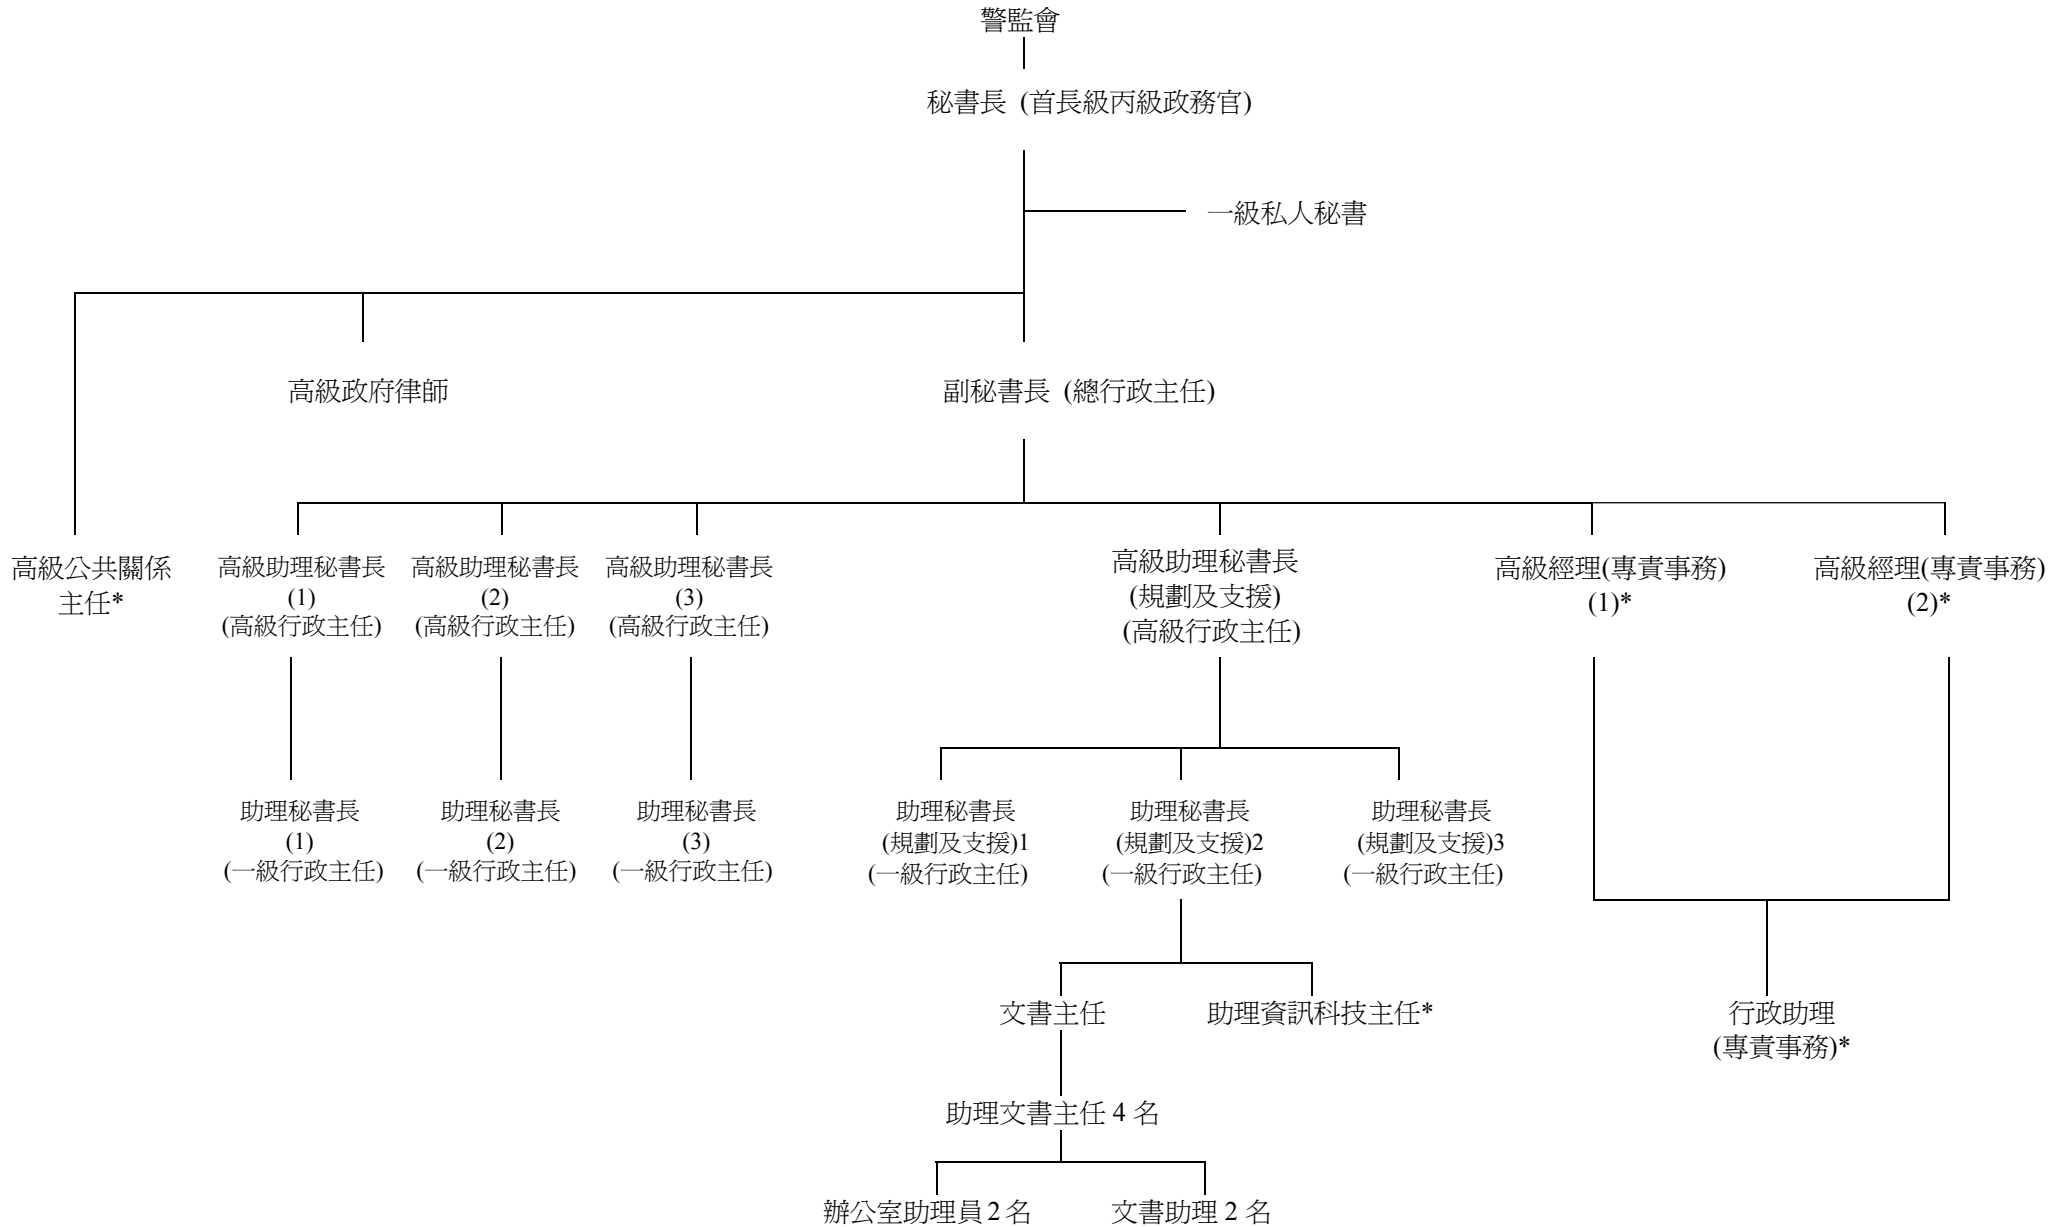 警監會
秘書長 (首長級丙級政務官)
一級私人秘書
高級政府律師
副秘書長 (總行政主任)
高級公共關係
主任*
高級助理秘書長
(1)
(高級行政主任)
高級助理秘書長
(2)
(高級行政主任)
高級助理秘書長
(3)
(高級行政主任)
高級助理秘書長
(規劃及支援)
(高級行政主任)
高級經理(專責事務)
(1)*
高級經理(專責事務)
(2)*
助理秘書長
(1)
(一級行政主任)
助理秘書長
(2)
(一級行政主任)
助理秘書長
(3)
(一級行政主任)
助理秘書長
(規劃及支援)1
(一級行政主任)
助理秘書長
(規劃及支援)2
(一級行政主任)
助理秘書長
(規劃及支援)3
(一級行政主任)
文書主任
助理資訊科技主任*
行政助理
(專責事務)*
助理文書主任 4 名
辦公室助理員 2 名
文書助理 2 名